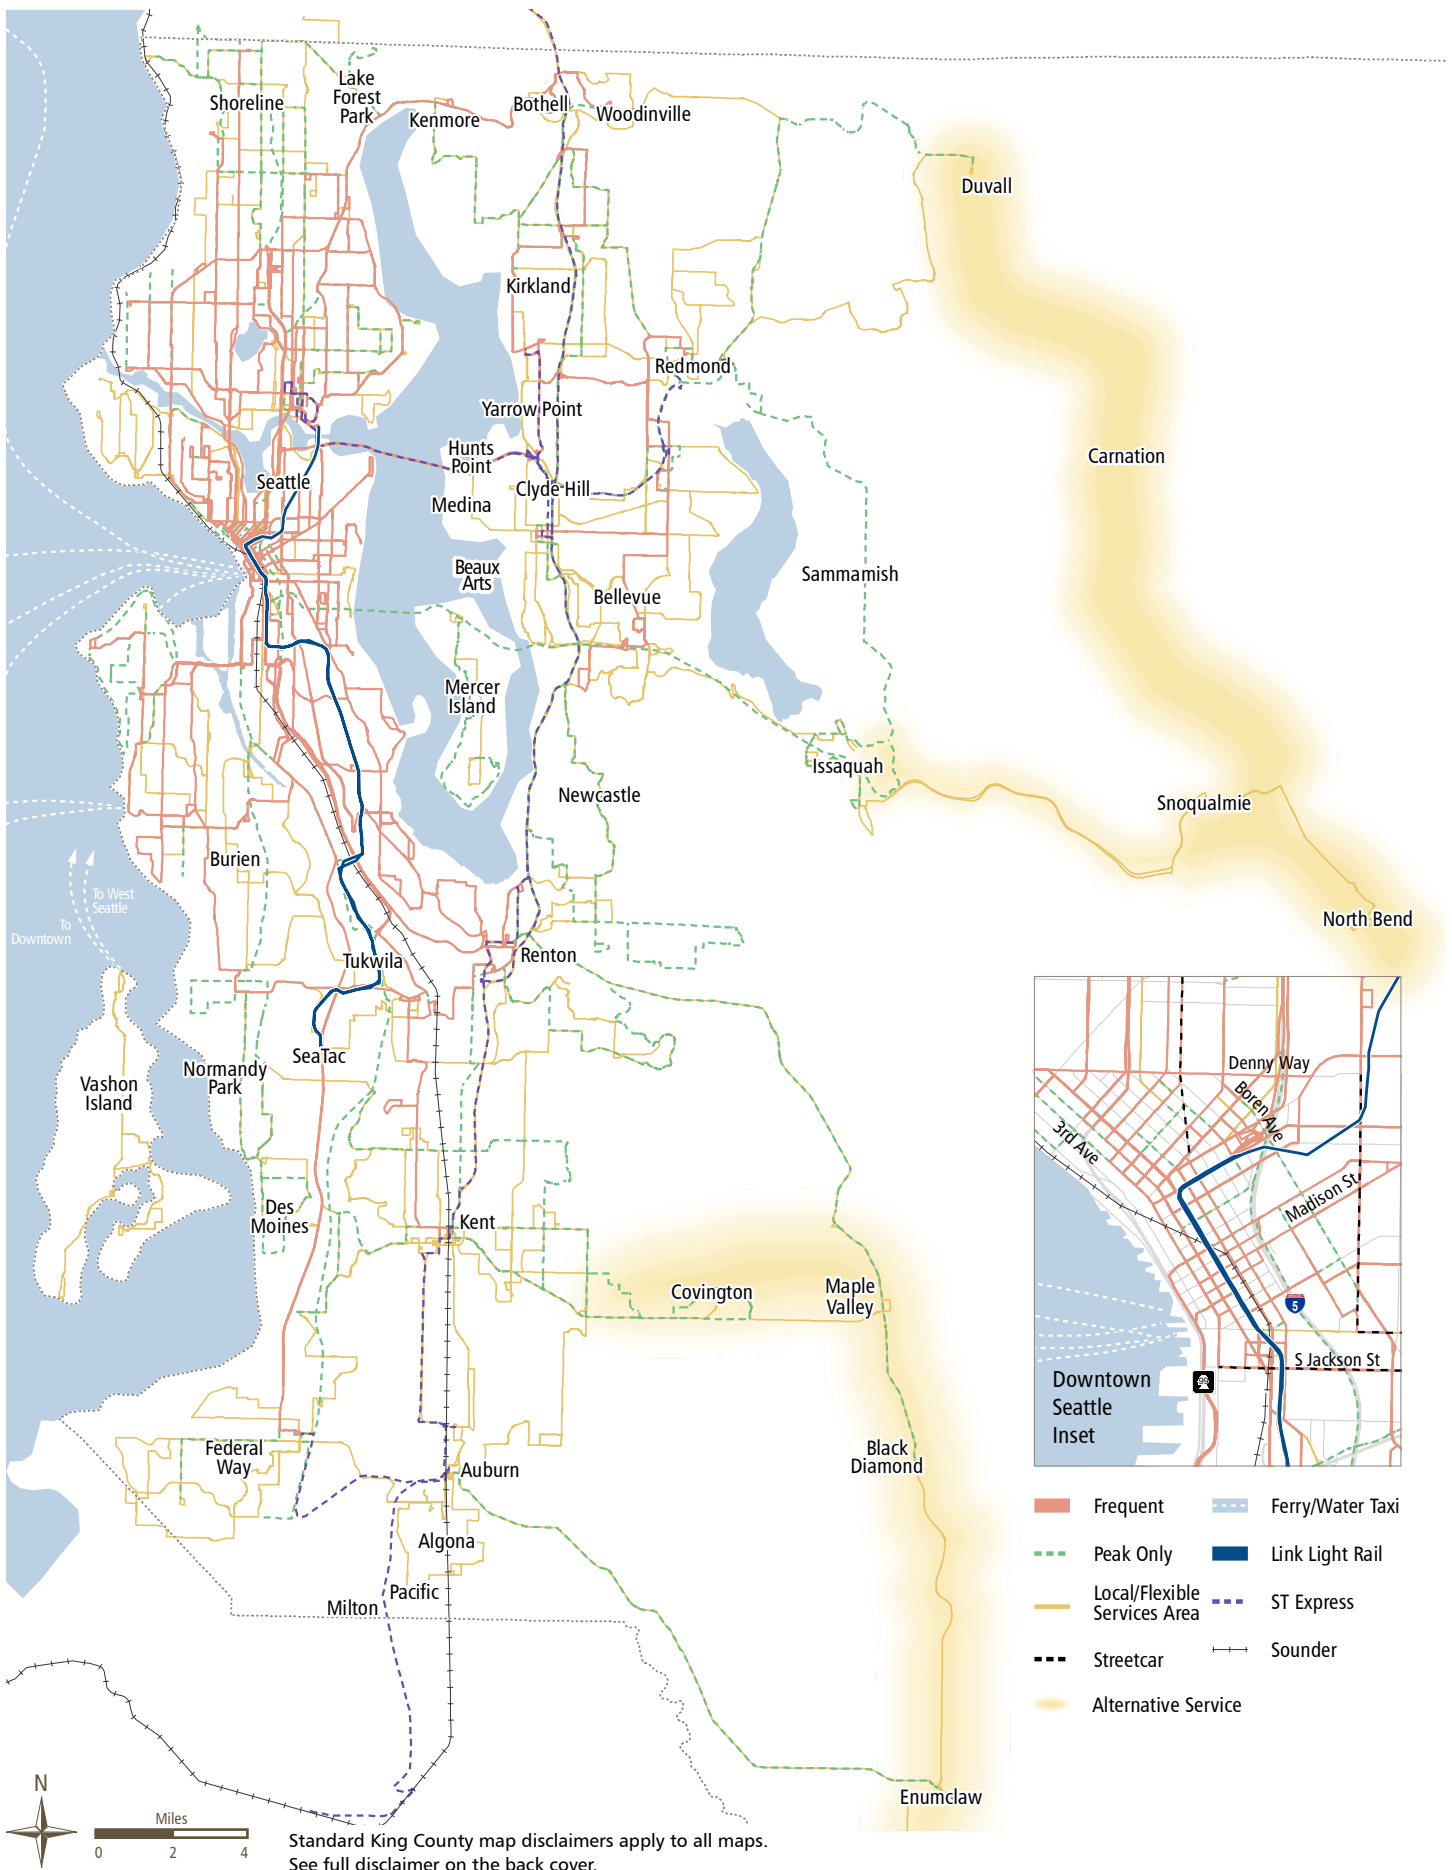 Shoreline
Lake
Forest
Park
Kenmore
Bothell
Woodinville
Duvall
Kirkland
Redmond
Yarrow Point
Hunts
Point
Carnation
Seattle
Clyde Hill
Medina
Beaux
Arts
Sammamish
Bellevue
Mercer
Island
Issaquah
Newcastle
Snoqualmie
Burien
To West
Seattle
To
Downtown
North Bend
Tukwila
Renton
SeaTac
Normandy
Park
Vashon
Island
Des
Moines
Kent
Covington
Maple
Valley
Black
Diamond
Federal
Way
Auburn
Algona
Pacific
Milton
Enumclaw
Denny Way
Boren Ave
3rd Ave
Madison St
5
S Jackson St
Downtown
Seattle
Inset
Frequent
Ferry/Water Taxi
Peak Only
Link Light Rail
Local/Flexible
Services Area
ST Express
Streetcar
Sounder
Alternative Service
N
Miles
0 2 4
Standard King County map disclaimers apply to all maps.
See full disclaimer on the back cover.